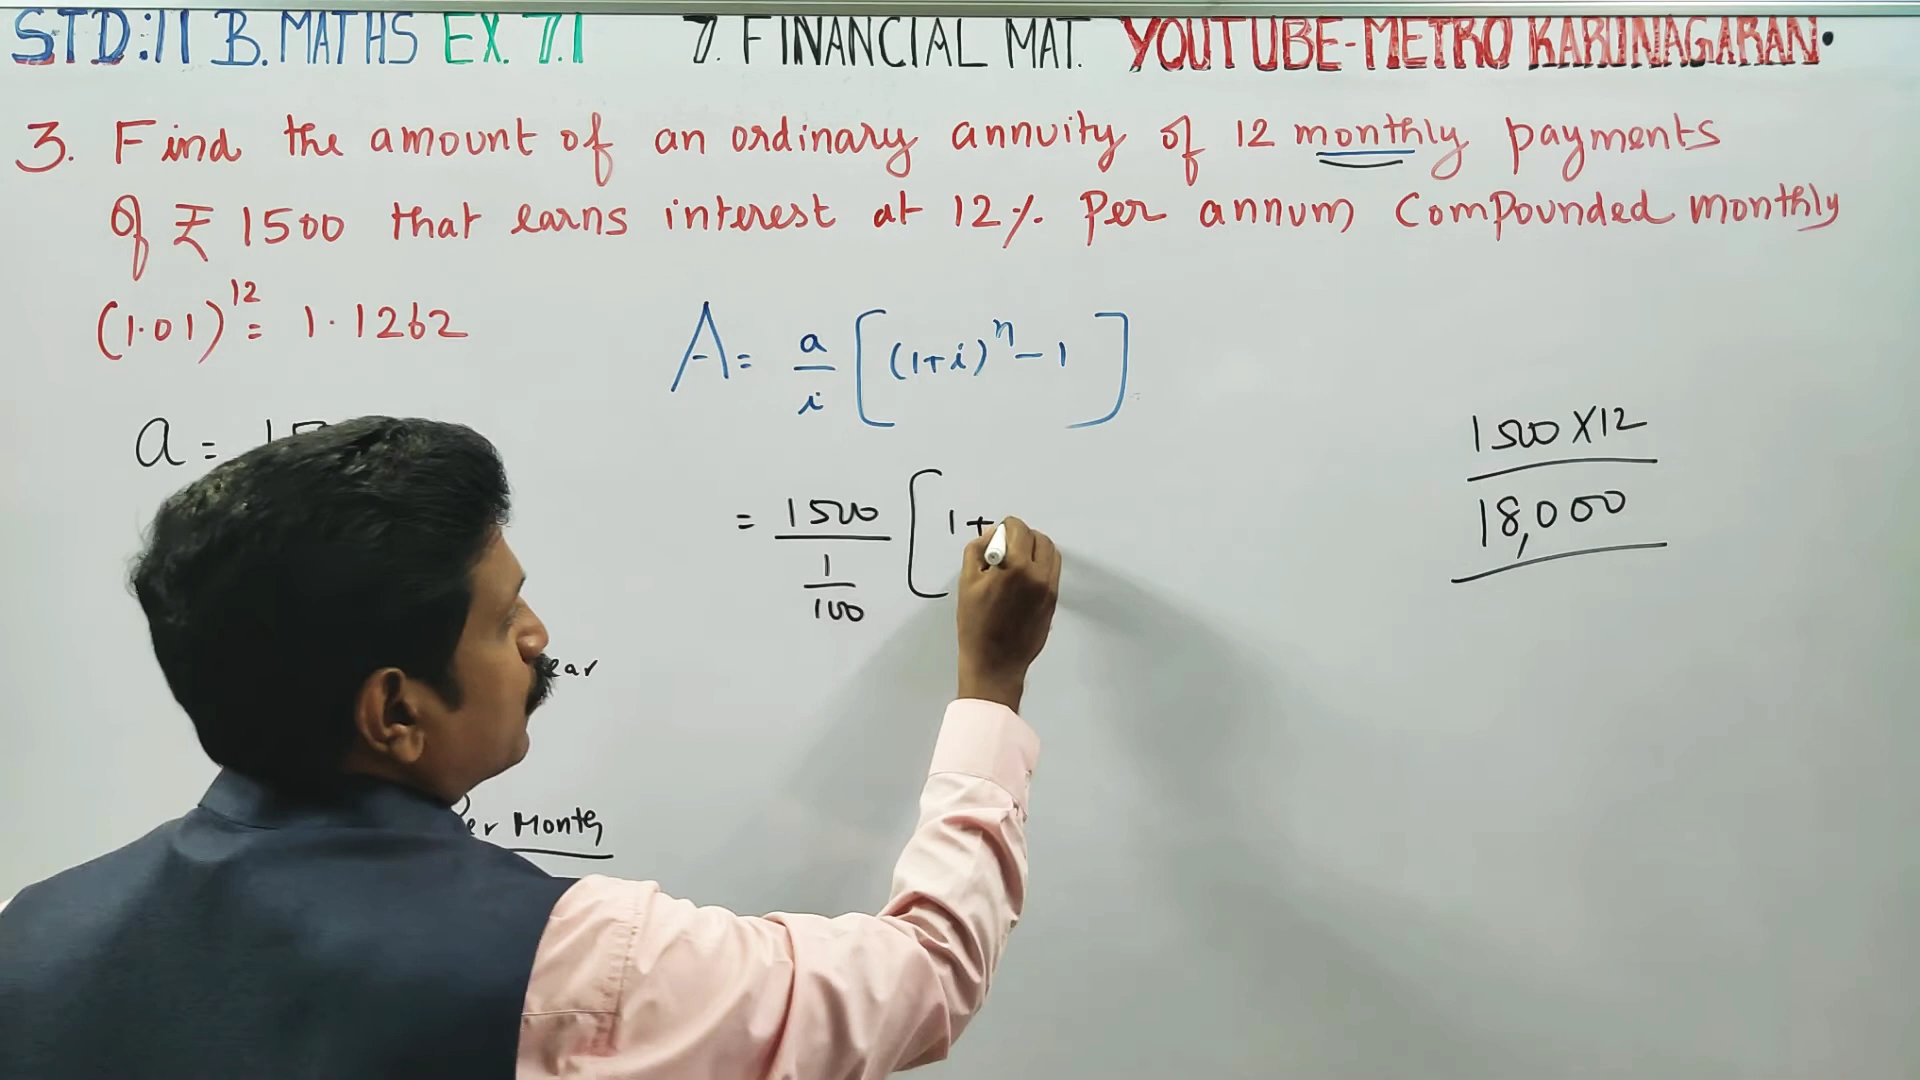 STD:11 B. MATHS EX. 7.1 7. FINANCIAL MAT. YOUTUBE-METRO KARUNAGARAN.
3. Find the amount of an ordinary annuity of 12 monthly payments
of ₹ 1500 that earns interest at 12%. Per annum Compounded monthly
(1.01)^12 = 1.1262
A = a/i [(1+i)^n - 1]
a =
1500 X 12
18,000
= 1500 / (1/100) [1+
ear
Per Month